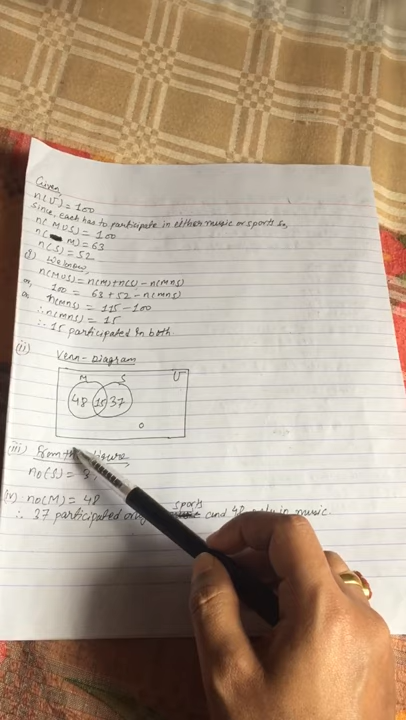 Given,
n(U) = 100
Since, each has to participate in either music or sports So,
n(M∪S) = 100
n(M) = 63
n(S) = 52
We know,
n(M∪S) = n(M) + n(S) - n(M∩S)
or, 100 = 63 + 52 - n(M∩S)
or n(M∩S) = 115 - 100
∴ n(M∩S) = 15
∴ 15 participated in both.
(ii) Venn-Diagram
M S U
48 15 37
0
(iii) From the figure
no(S) = 3
(iv) no(M) = 48
sports
∴ 37 participated only and 48 only in music